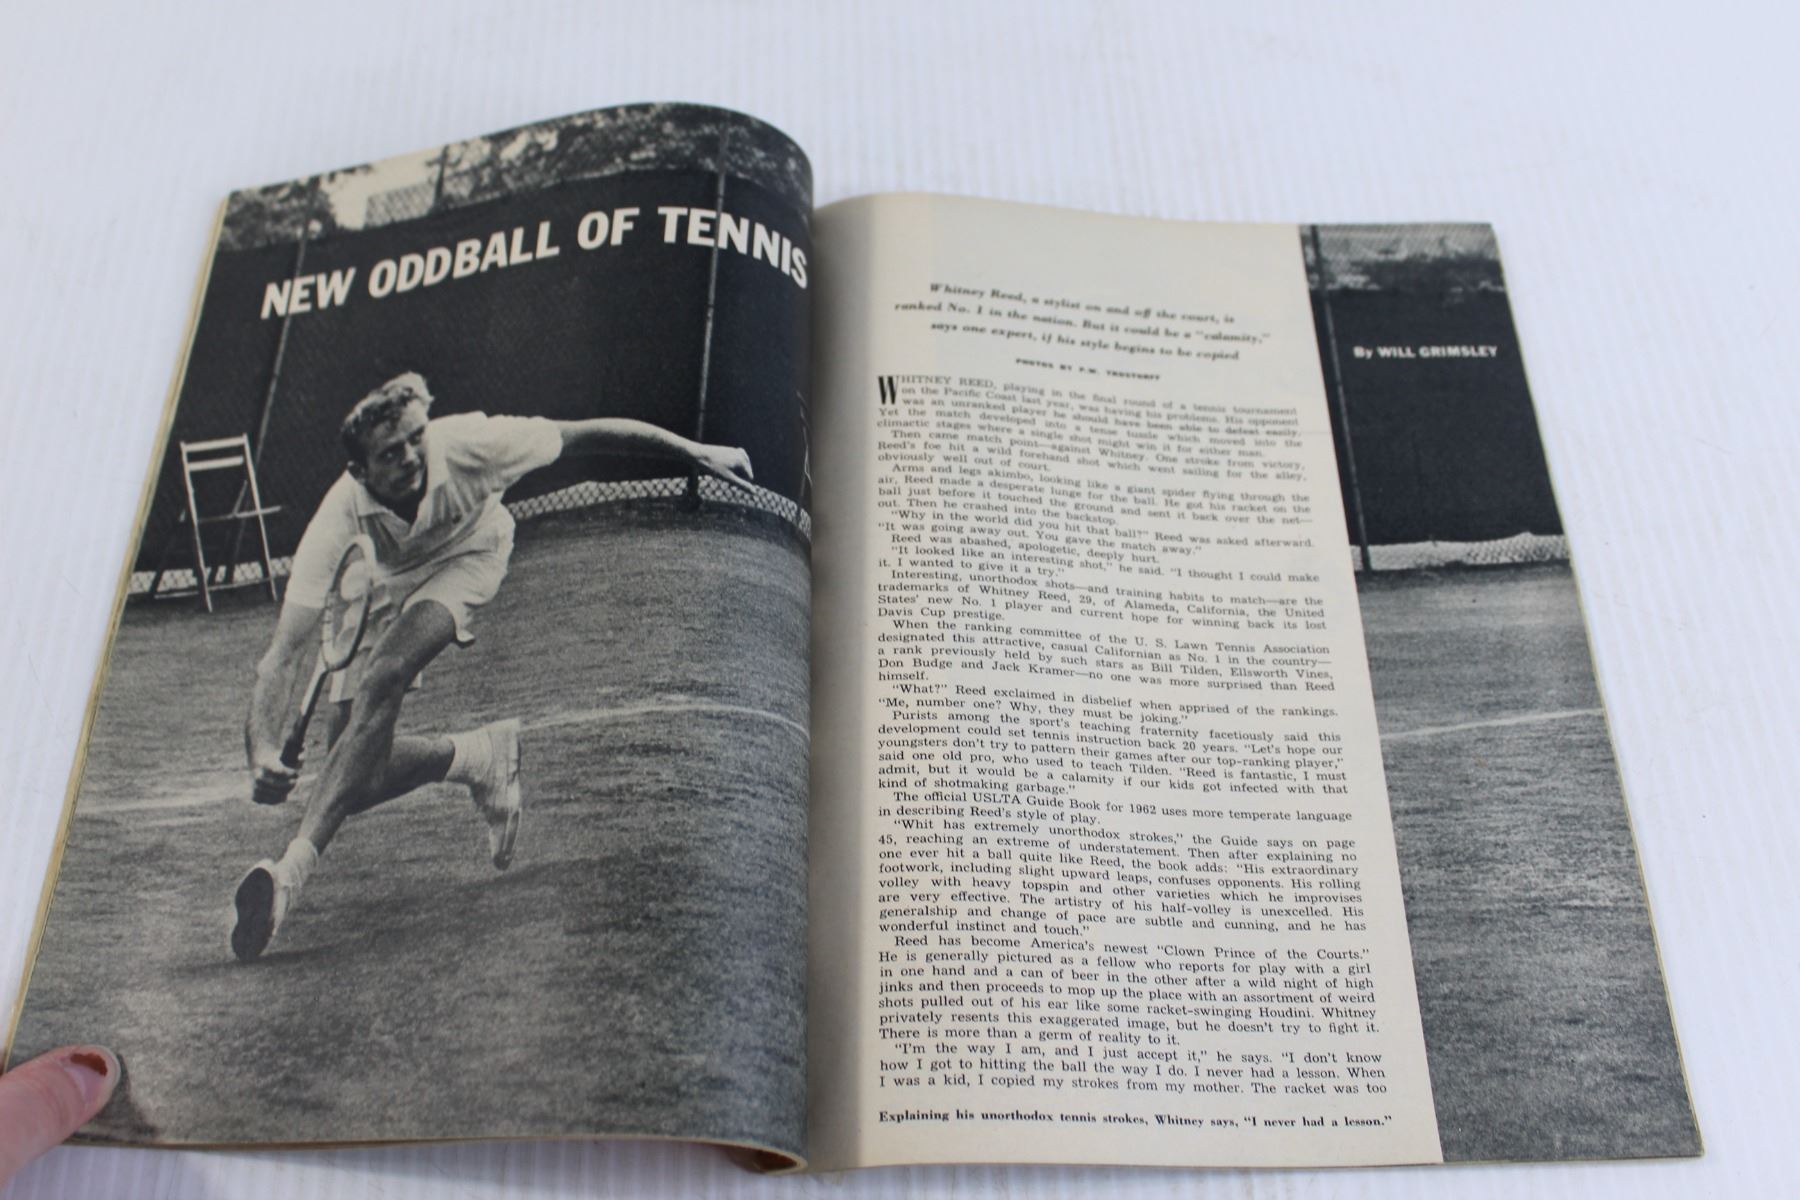 NEW ODDBALL OF TENNIS
Whitney Reed, a stylist on and off the court, is
ranked No. 1 in the nation. But it could be a "calamity,"
says one expert, if his style begins to be copied
PHOTOS BY P.W. TROSTORFF
By WILL GRIMSLEY
WHITNEY REED, playing in the final round of a tennis tournament
on the Pacific Coast last year, was having his problems. His opponent
was an unranked player he should have been able to defeat easily.
Yet the match developed into a tense tussle which moved into the
climactic stages where a single shot might win it for either man.
Then came match point—against Whitney. One stroke from victory,
Reed's foe hit a wild forehand shot which went sailing for the alley,
obviously well out of court.
Arms and legs akimbo, looking like a giant spider flying through the
air, Reed made a desperate lunge for the ball. He got his racket on the
ball just before it touched the ground and sent it back over the net—
out. Then he crashed into the backstop.
"Why in the world did you hit that ball?" Reed was asked afterward.
"It was going away out. You gave the match away."
Reed was abashed, apologetic, deeply hurt.
"It looked like an interesting shot," he said. "I thought I could make
it. I wanted to give it a try."
Interesting, unorthodox shots—and training habits to match—are the
trademarks of Whitney Reed, 29, of Alameda, California, the United
States' new No. 1 player and current hope for winning back its lost
Davis Cup prestige.
When the ranking committee of the U. S. Lawn Tennis Association
designated this attractive, casual Californian as No. 1 in the country—
a rank previously held by such stars as Bill Tilden, Ellsworth Vines,
Don Budge and Jack Kramer—no one was more surprised than Reed
himself.
"What?" Reed exclaimed in disbelief when apprised of the rankings.
"Me, number one? Why, they must be joking."
Purists among the sport's teaching fraternity facetiously said this
development could set tennis instruction back 20 years. "Let's hope our
youngsters don't try to pattern their games after our top-ranking player,"
said one old pro, who used to teach Tilden. "Reed is fantastic, I must
admit, but it would be a calamity if our kids got infected with that
kind of shotmaking garbage."
The official USLTA Guide Book for 1962 uses more temperate language
in describing Reed's style of play.
"Whit has extremely unorthodox strokes," the Guide says on page
45, reaching an extreme of understatement. Then after explaining no
one ever hit a ball quite like Reed, the book adds: "His extraordinary
footwork, including slight upward leaps, confuses opponents. His rolling
volley with heavy topspin and other varieties which he improvises
are very effective. The artistry of his half-volley is unexcelled. His
generalship and change of pace are subtle and cunning, and he has
wonderful instinct and touch."
Reed has become America's newest "Clown Prince of the Courts."
He is generally pictured as a fellow who reports for play with a girl
in one hand and a can of beer in the other after a wild night of high
jinks and then proceeds to mop up the place with an assortment of weird
shots pulled out of his ear like some racket-swinging Houdini. Whitney
privately resents this exaggerated image, but he doesn't try to fight it.
There is more than a germ of reality to it.
"I'm the way I am, and I just accept it," he says. "I don't know
how I got to hitting the ball the way I do. I never had a lesson. When
I was a kid, I copied my strokes from my mother. The racket was too
Explaining his unorthodox tennis strokes, Whitney says, "I never had a lesson."